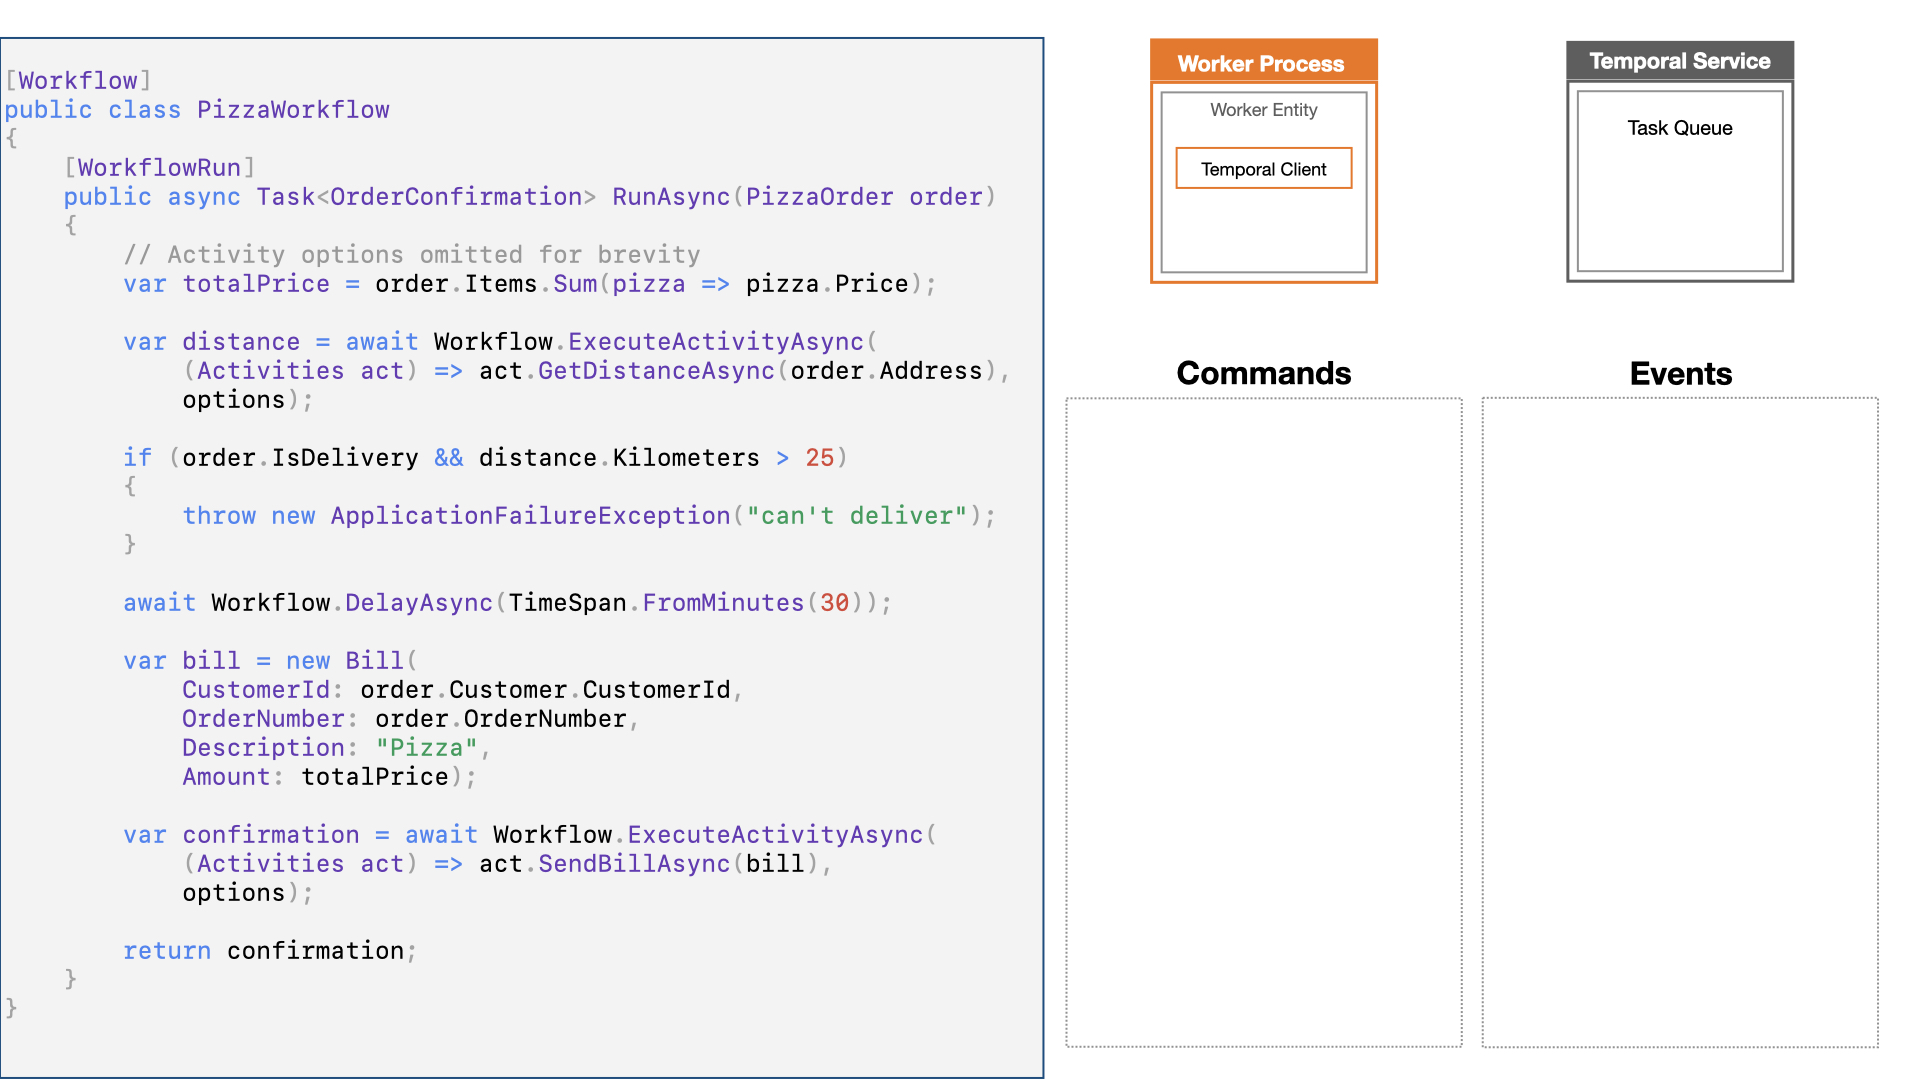 [Workflow]
public class PizzaWorkflow
{
    [WorkflowRun]
    public async Task<OrderConfirmation> RunAsync(PizzaOrder order)
    {
        // Activity options omitted for brevity
        var totalPrice = order.Items.Sum(pizza => pizza.Price);

        var distance = await Workflow.ExecuteActivityAsync(
            (Activities act) => act.GetDistanceAsync(order.Address),
            options);

        if (order.IsDelivery && distance.Kilometers > 25)
        {
            throw new ApplicationFailureException("can't deliver");
        }

        await Workflow.DelayAsync(TimeSpan.FromMinutes(30));

        var bill = new Bill(
            CustomerId: order.Customer.CustomerId,
            OrderNumber: order.OrderNumber,
            Description: "Pizza",
            Amount: totalPrice);

        var confirmation = await Workflow.ExecuteActivityAsync(
            (Activities act) => act.SendBillAsync(bill),
            options);

        return confirmation;
    }
}
Worker Process
Worker Entity
Temporal Client
Temporal Service
Task Queue
Commands
Events